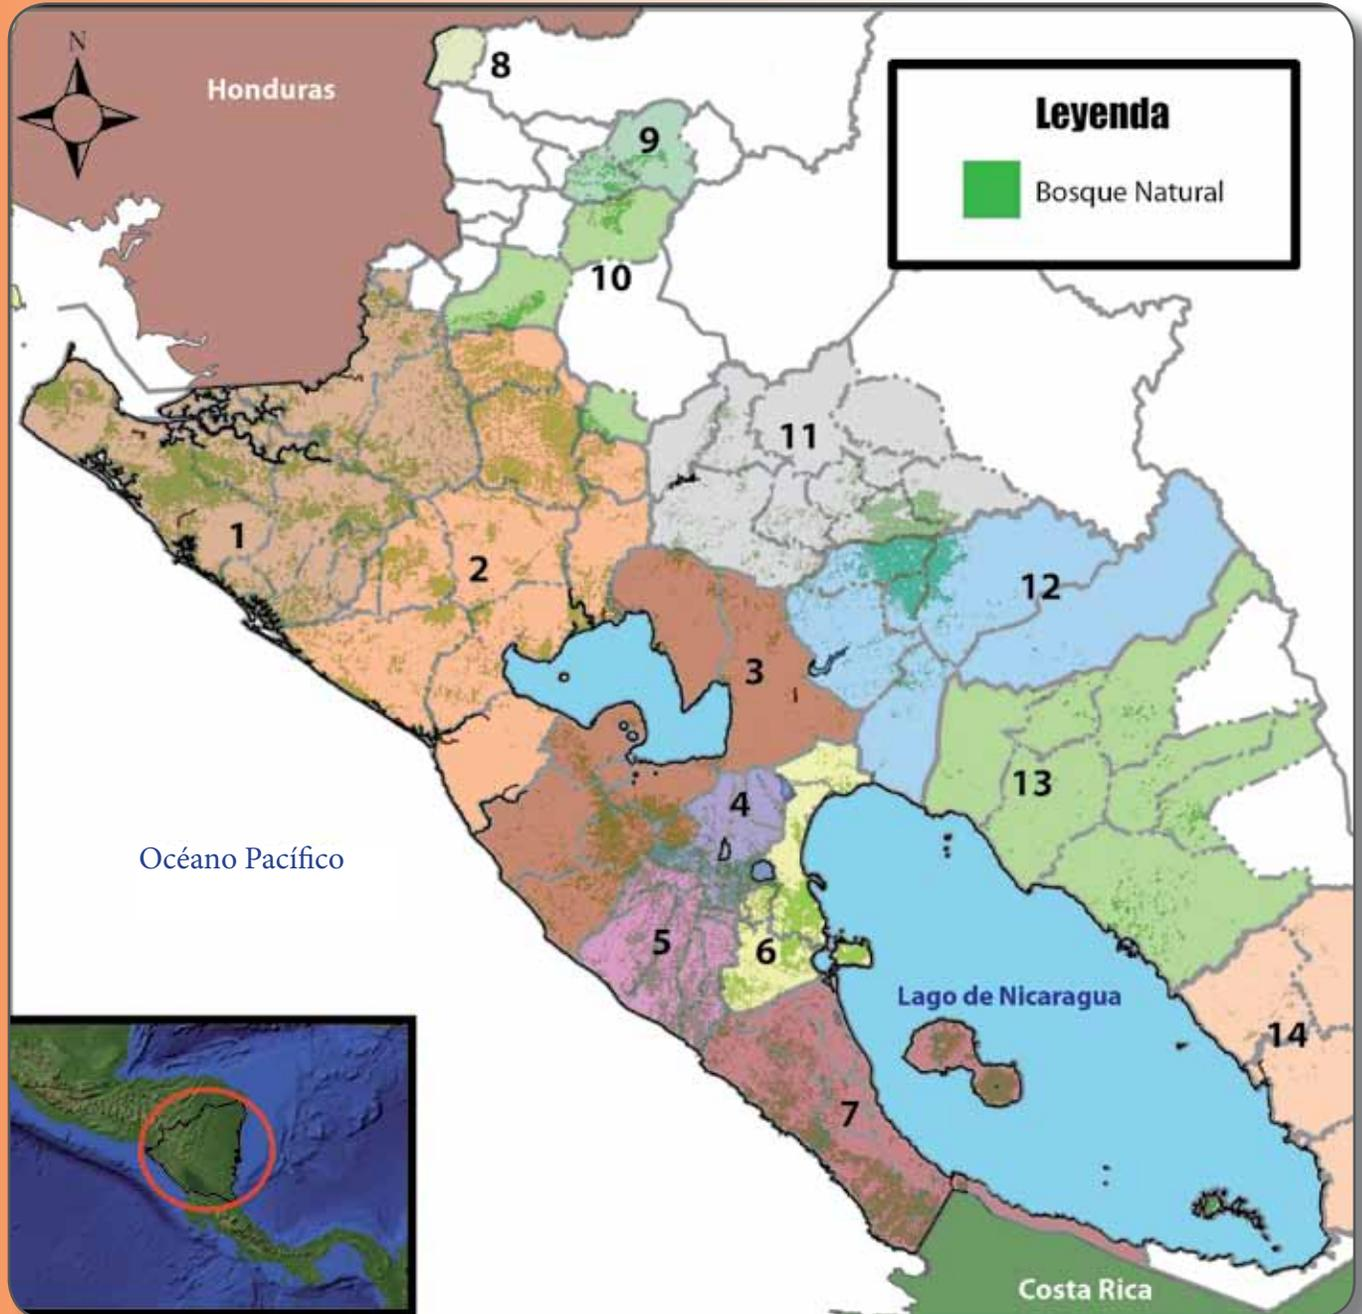 N
Honduras
8
Leyenda
9
Bosque Natural
10
11
1
2
12
3
13
4
Océano Pacífico
5
6
Lago de Nicaragua
14
7
Costa Rica